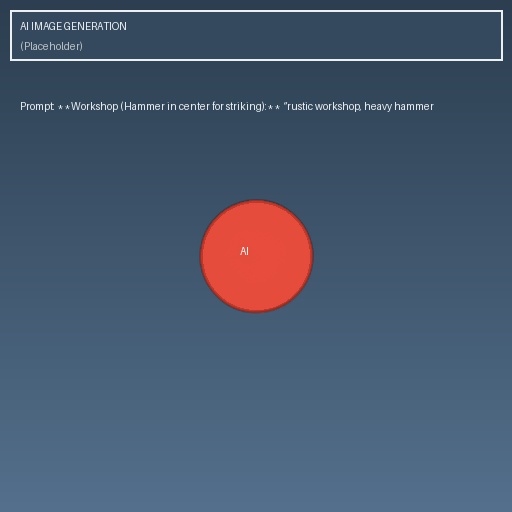 AI IMAGE GENERATION
(Placeholder)
Prompt: **Workshop (Hammer in center for striking):** "rustic workshop, heavy hammer
AI